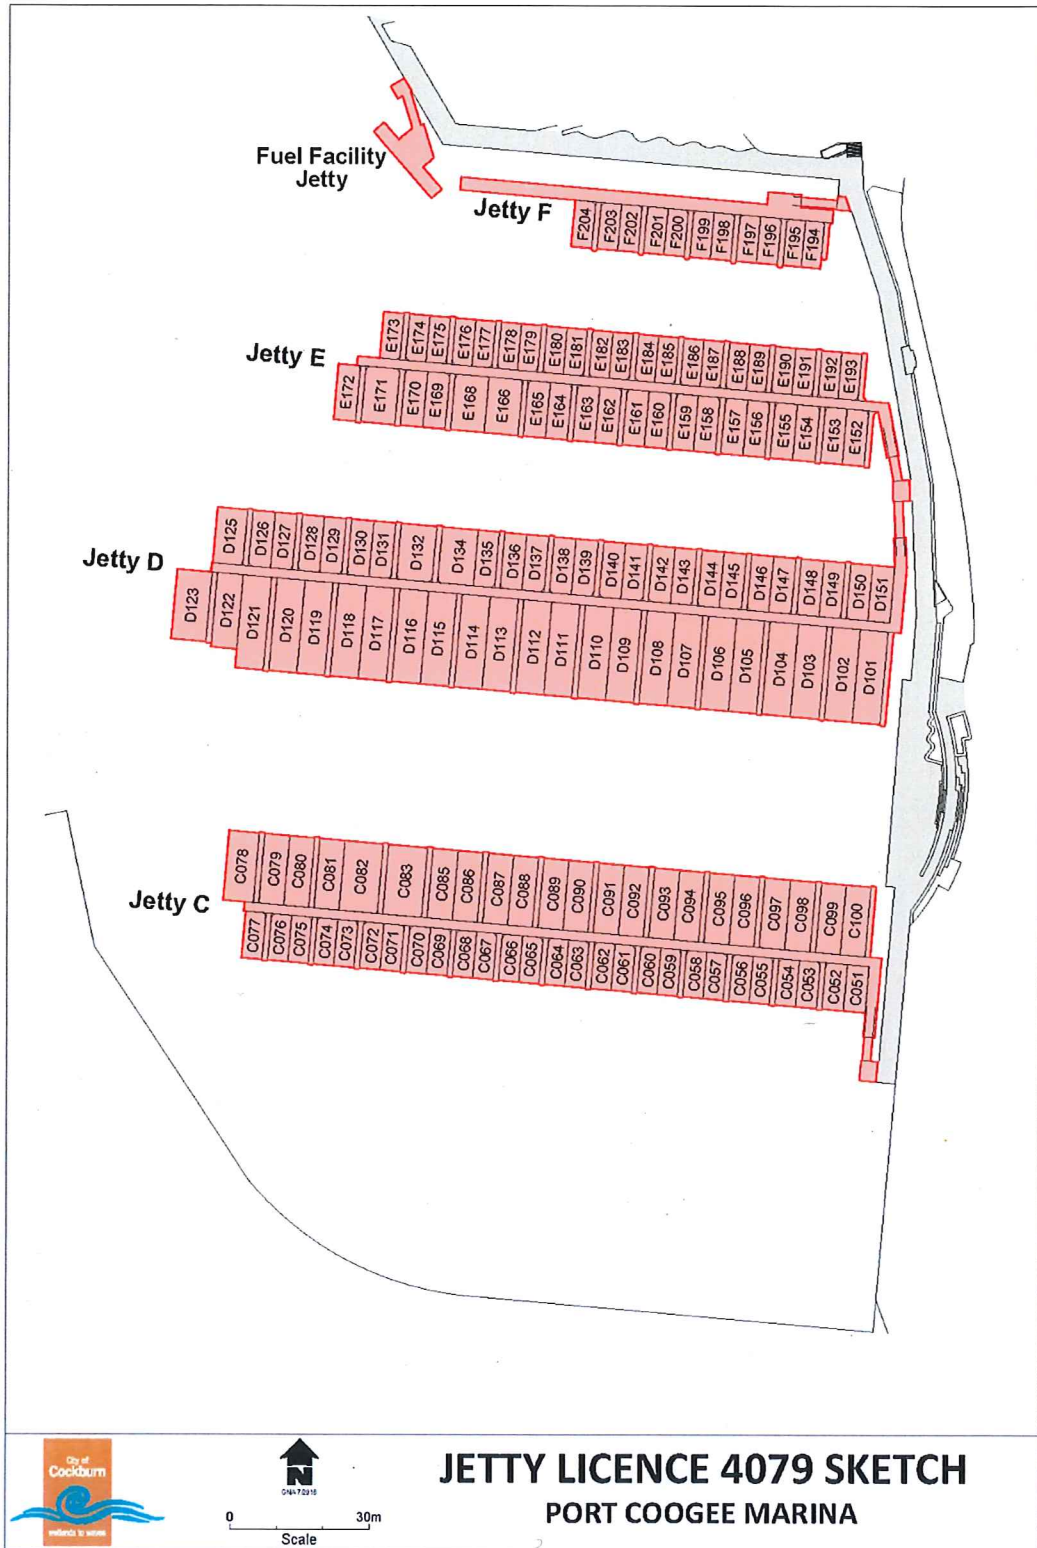 Fuel Facility
Jetty
Jetty F
F204 F203 F202 F201 F200 F199 F198 F197 F196 F195 F194
E173 E174 E175 E176 E177 E178 E179 E180 E181 E182 E183 E184 E185 E186 E187 E188 E189 E190 E191 E192 E193
Jetty E
E172 E171 E170 E169 E168 E166 E165 E164 E163 E162 E161 E160 E159 E158 E157 E156 E155 E154 E153 E152
D125 D126 D127 D128 D129 D130 D131 D132 D134 D135 D136 D137 D138 D139 D140 D141 D142 D143 D144 D145 D146 D147 D148 D149 D150 D151
Jetty D
D123 D122 D121 D120 D119 D118 D117 D116 D115 D114 D113 D112 D111 D110 D109 D108 D107 D106 D105 D104 D103 D102 D101
C078 C079 C080 C081 C082 C083 C085 C086 C087 C088 C089 C090 C091 C092 C093 C094 C095 C096 C097 C098 C099 C100
Jetty C
C077 C076 C075 C074 C073 C072 C071 C070 C069 C068 C067 C066 C065 C064 C063 C062 C061 C060 C059 C058 C057 C056 C055 C054 C053 C052 C051
City of
Cockburn
wetlands to waves
N
0 30m
Scale
JETTY LICENCE 4079 SKETCH
PORT COOGEE MARINA